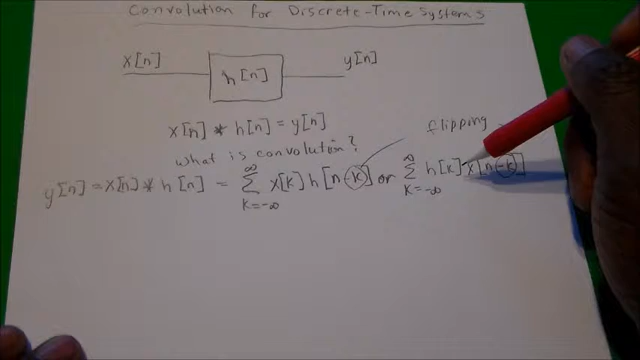 Convolution for Discrete-Time Systems
x[n] h[n] y[n]
x[n] * h[n] = y[n]
flipping
what is convolution?
y[n] = x[n] * h[n] = ∞ Σ k=-∞ x[k] h[n-k] or ∞ Σ k=-∞ h[k] x[n-k]